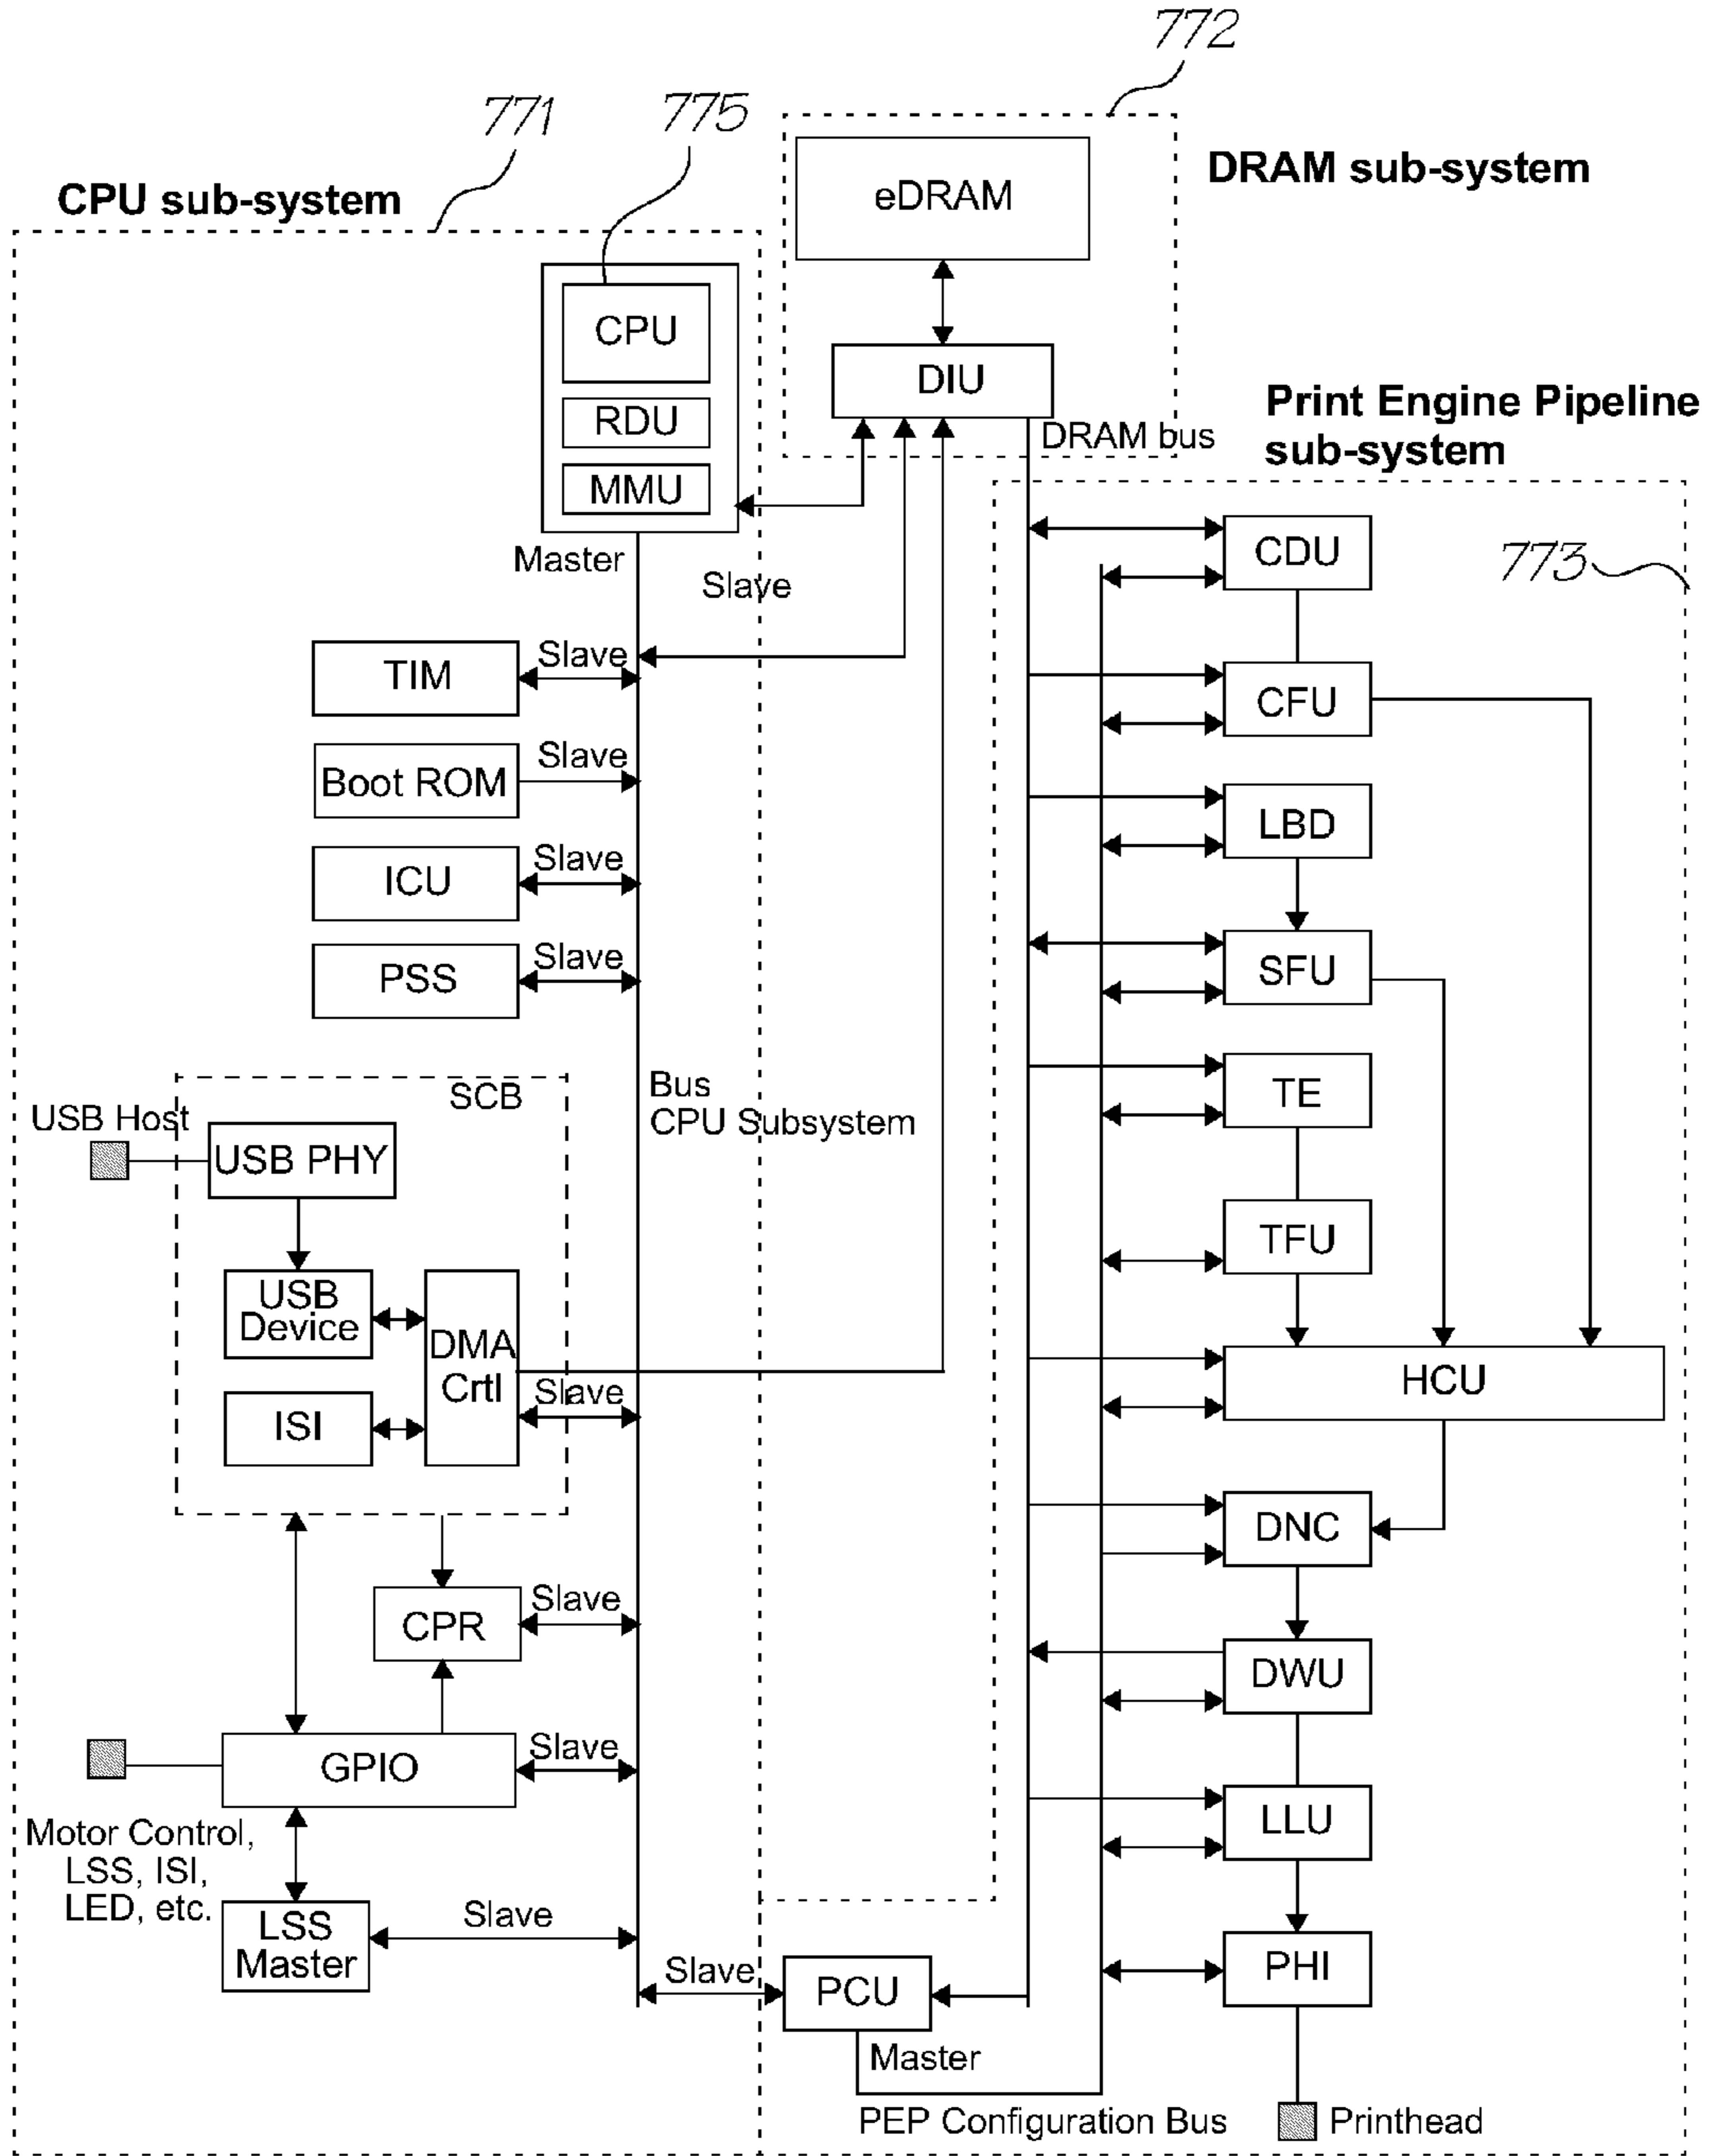 772
771
775
DRAM sub-system
CPU sub-system
eDRAM
CPU
DIU
RDU
MMU
DRAM bus
Print Engine Pipeline
sub-system
Master
Slave
CDU
773
TIM
Slave
CFU
Boot ROM
Slave
LBD
ICU
Slave
PSS
Slave
SFU
SCB
Bus
CPU Subsystem
TE
USB Host
USB PHY
TFU
USB
Device
DMA
Crtl
Slave
HCU
ISI
DNC
CPR
Slave
DWU
GPIO
Slave
Motor Control,
LSS, ISI,
LED, etc.
LLU
LSS
Master
Slave
PHI
Slave
PCU
Master
PEP Configuration Bus
Printhead